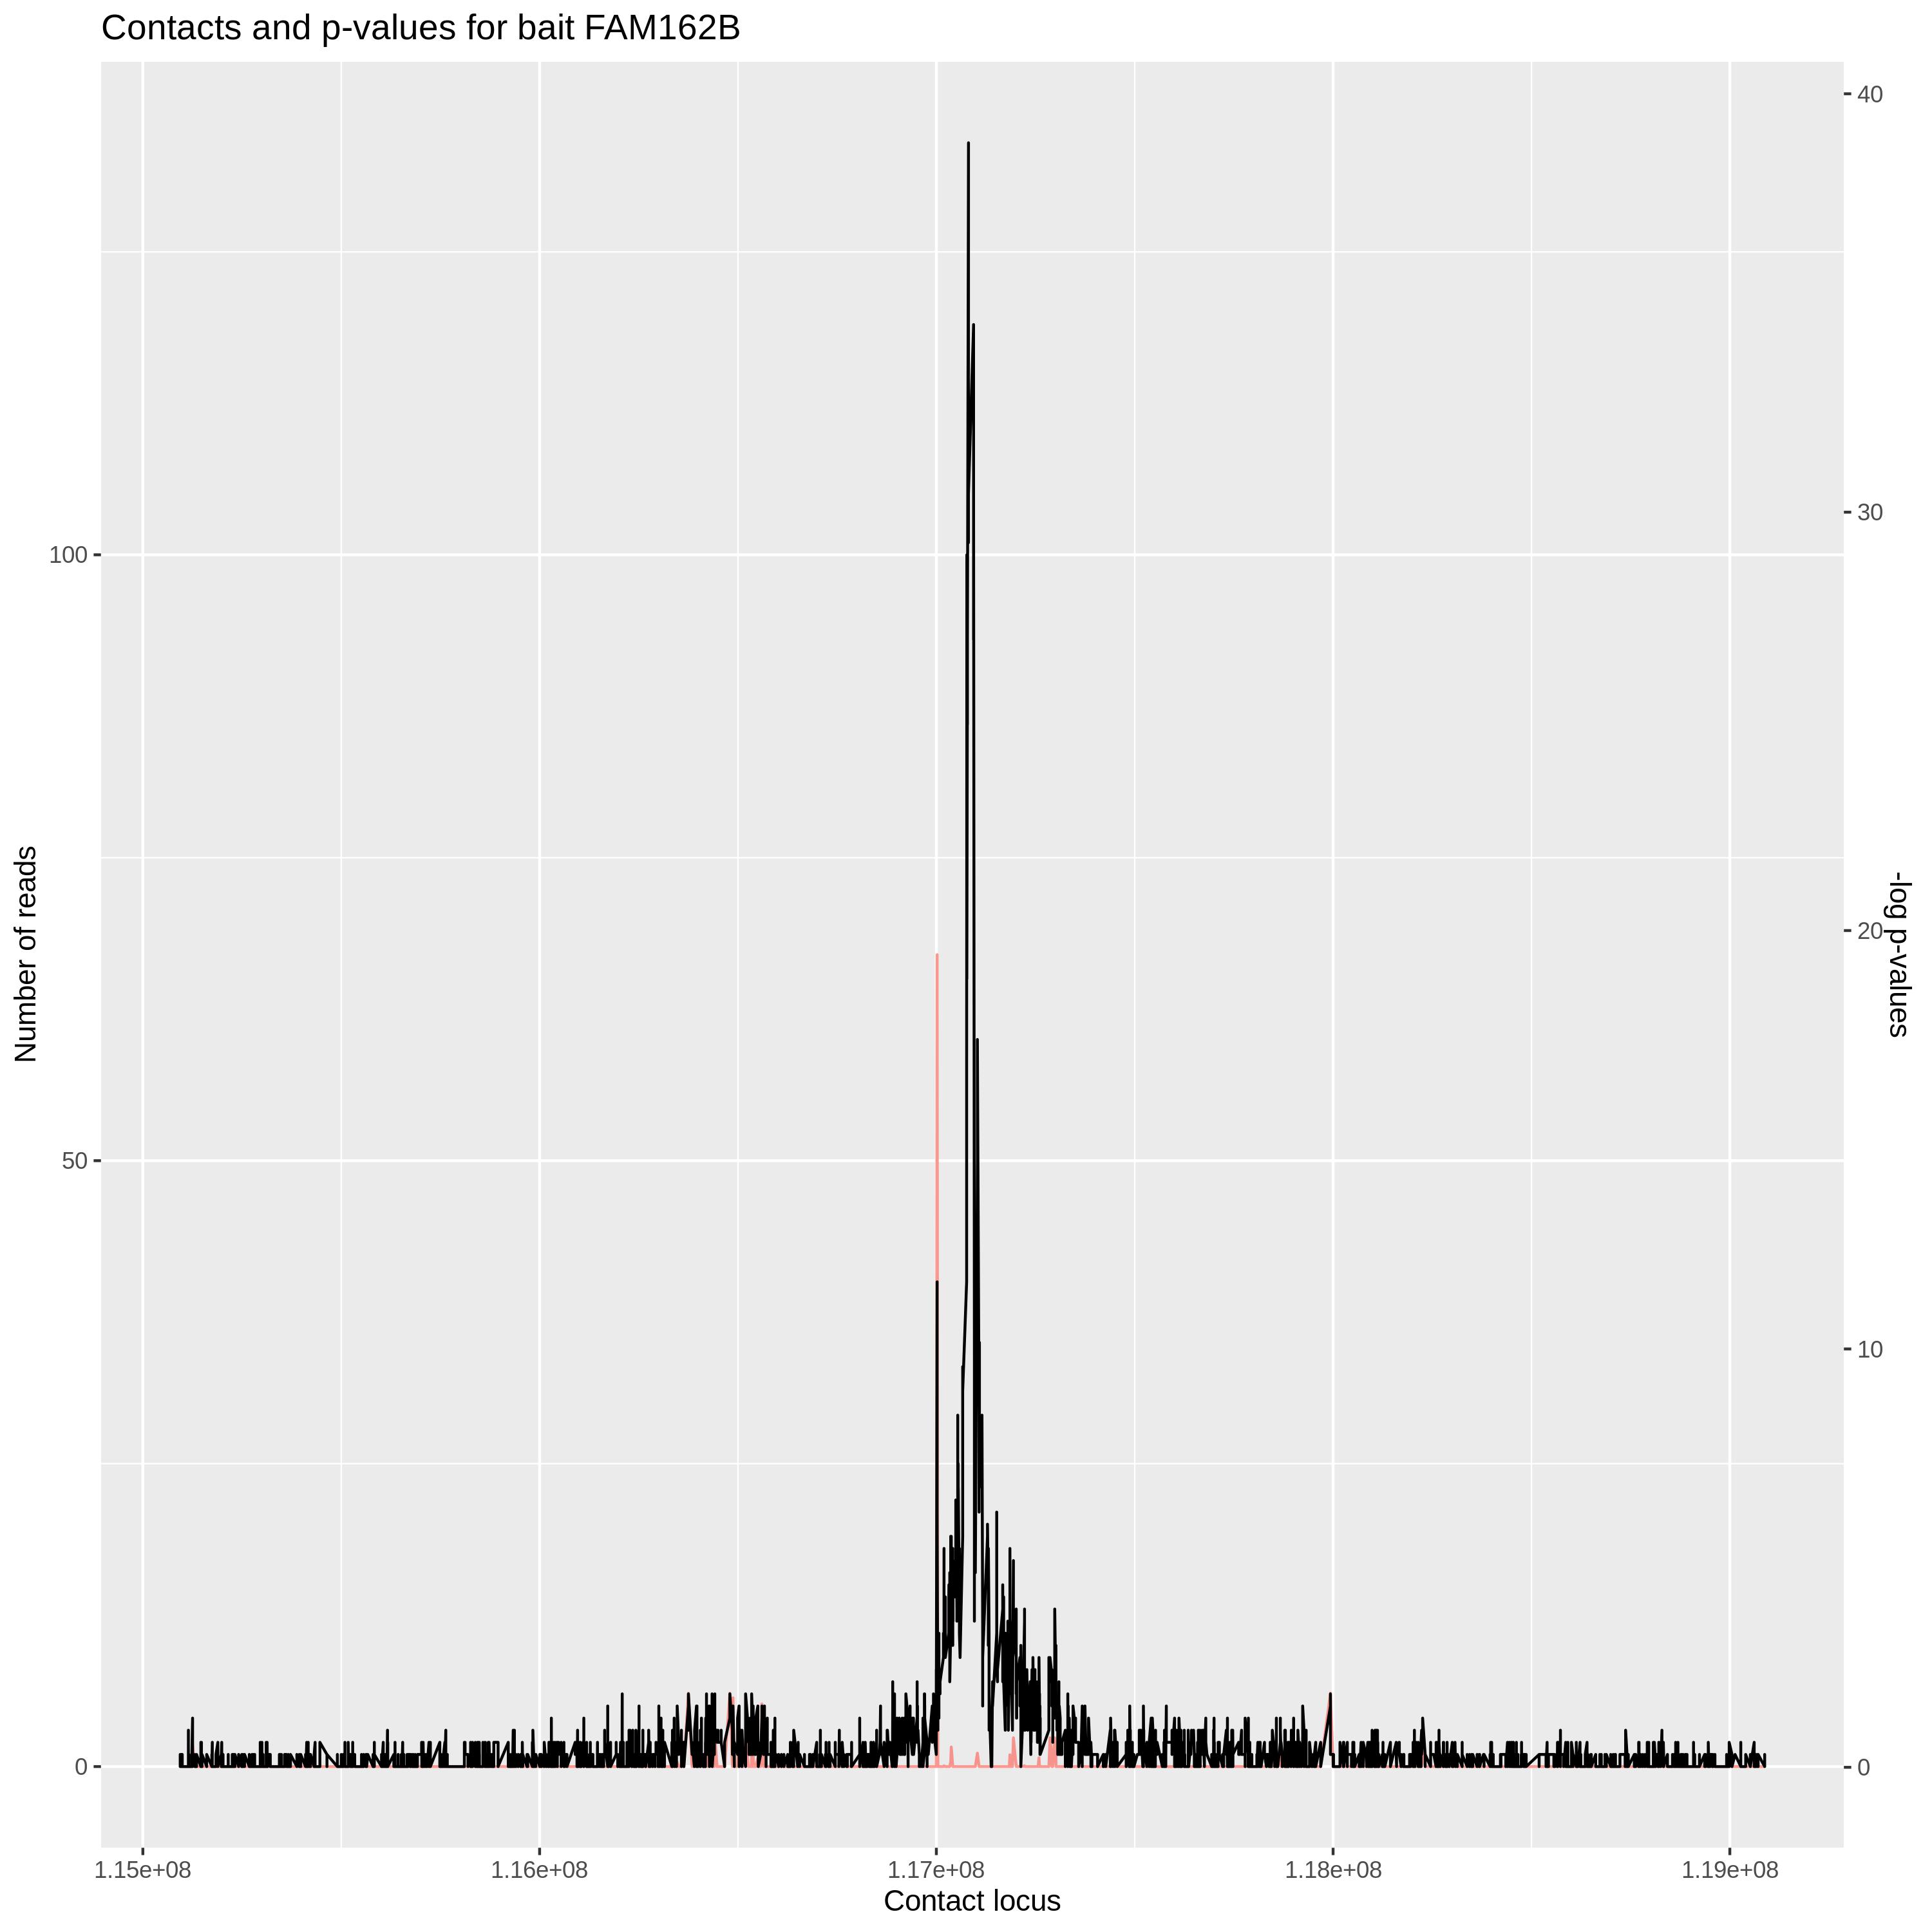 Contacts and p-values for bait FAM162B
Number of reads
100
50
0
40
30
20
10
0
-log p-values
1.15e+08 1.16e+08 1.17e+08 1.18e+08 1.19e+08
Contact locus